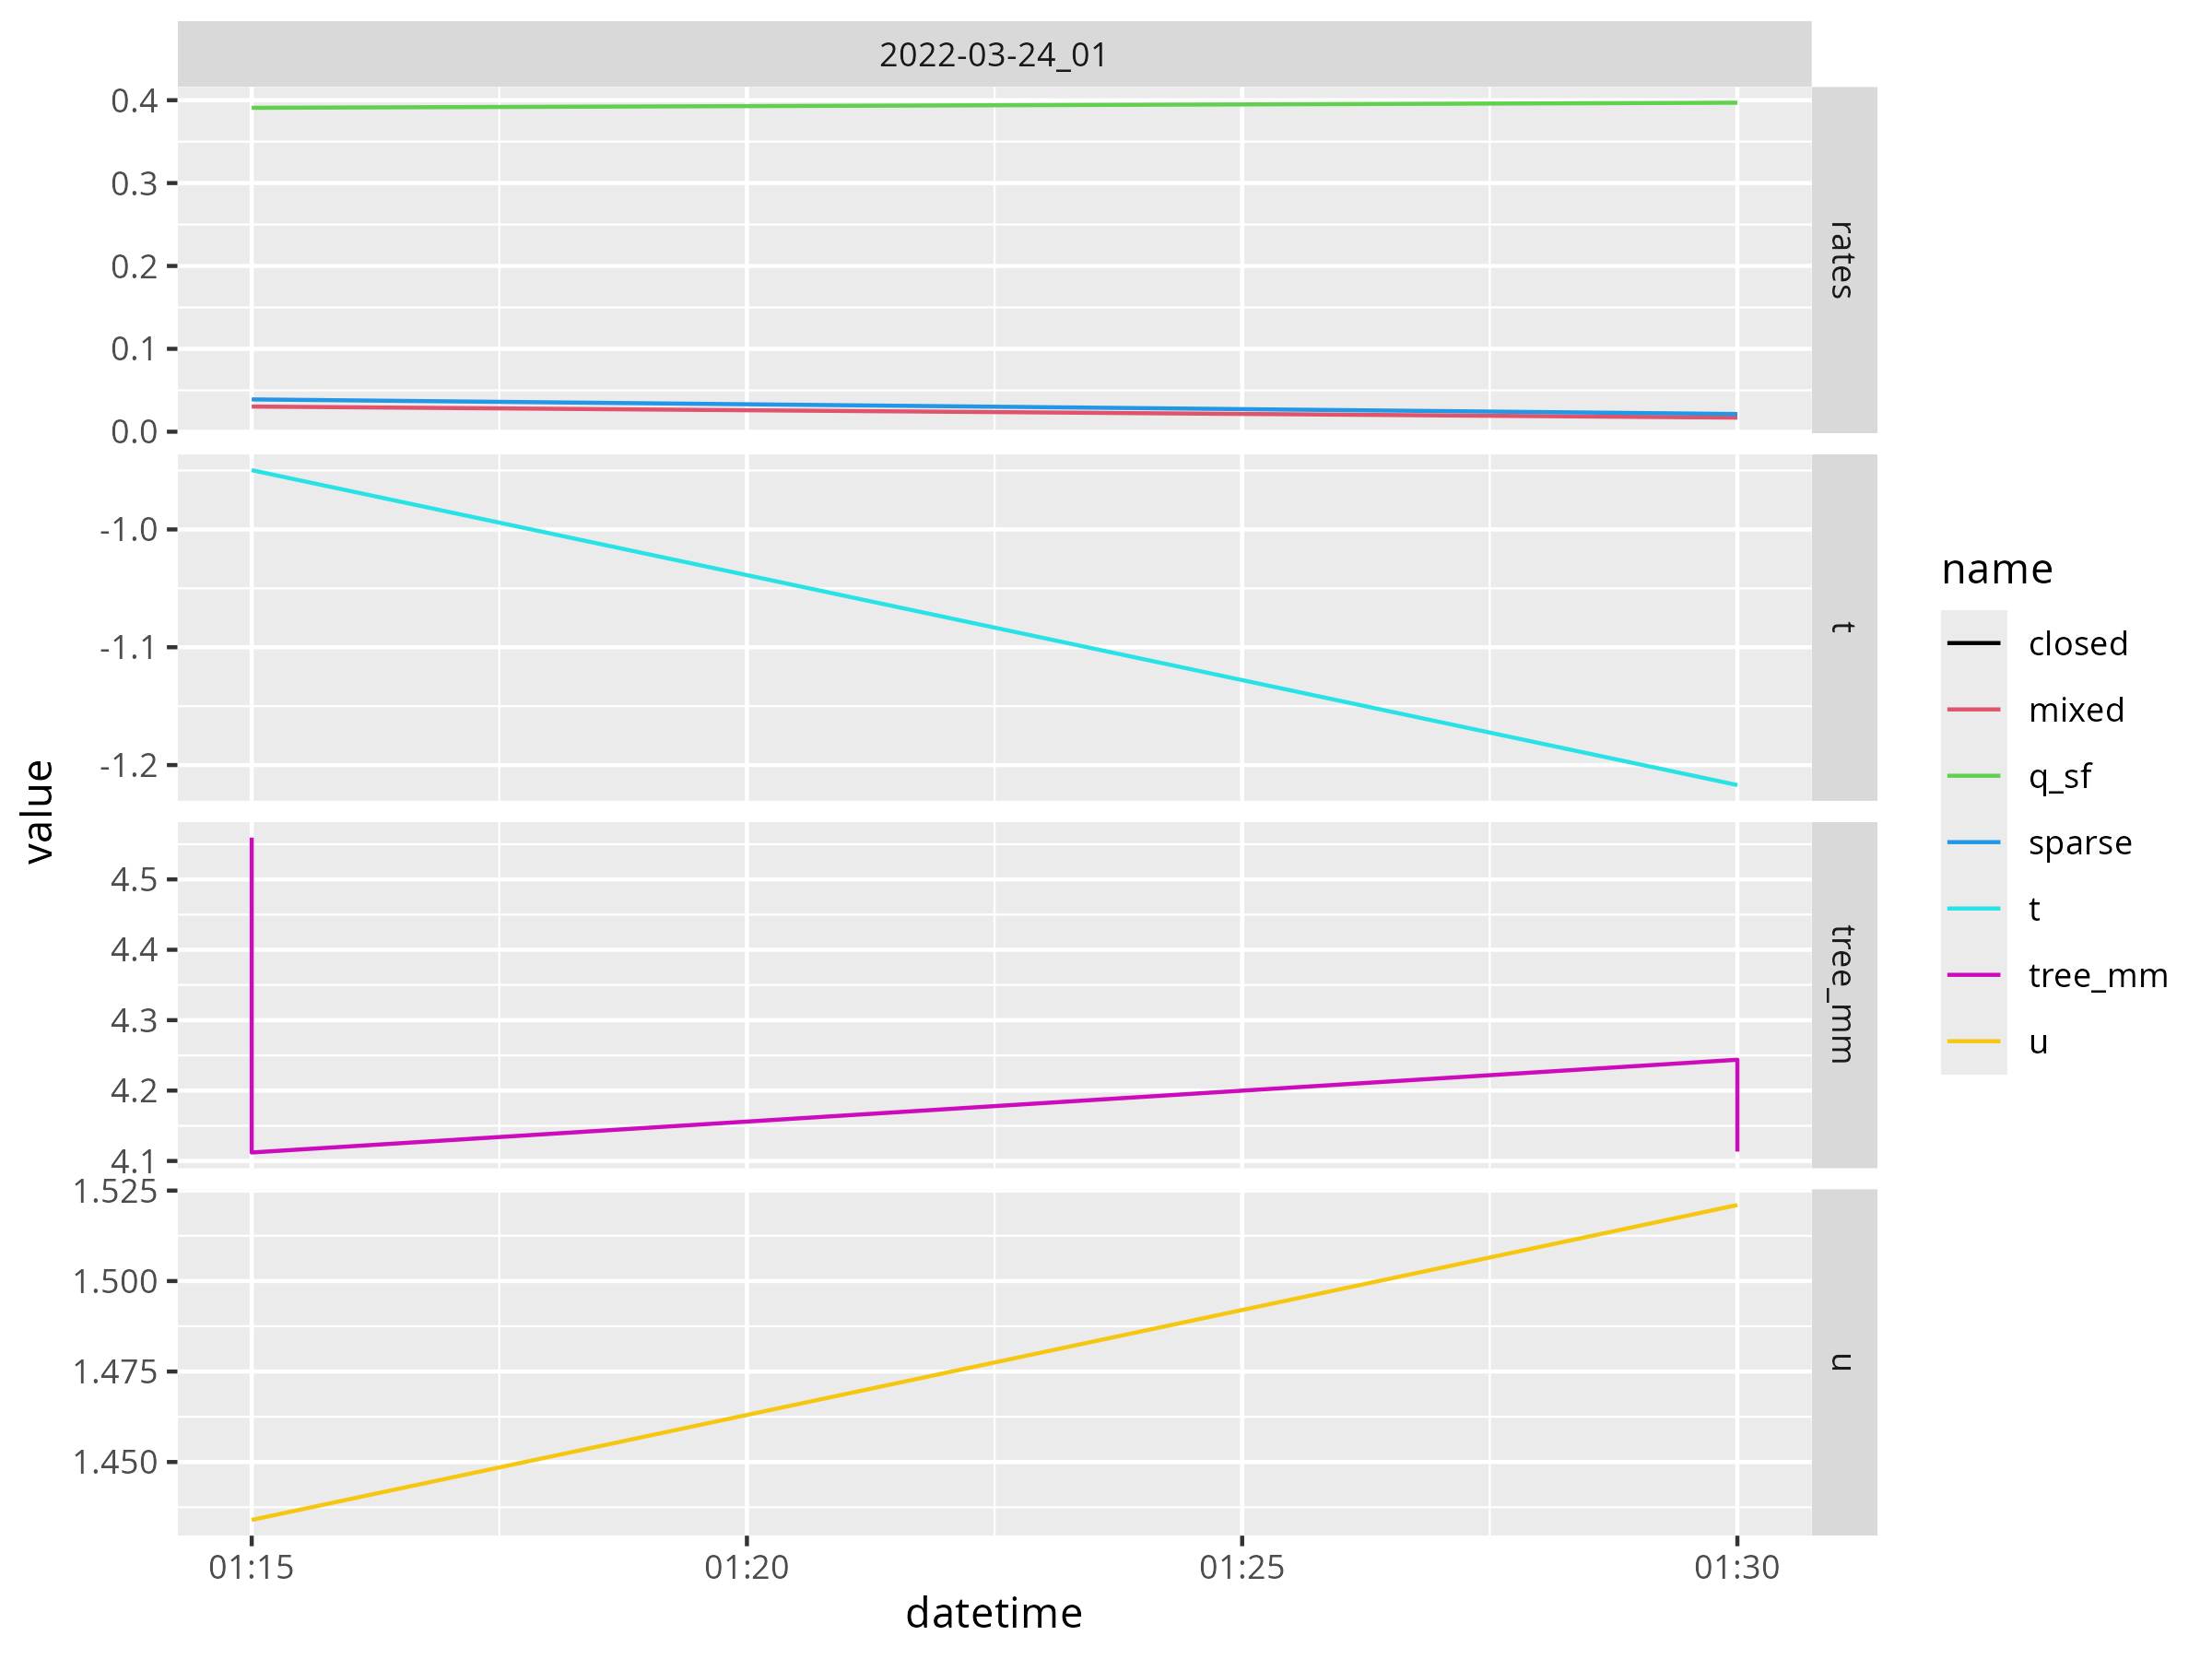 2022-03-24_01
0.4
0.3
0.2
0.1
0.0
rates
-1.0
-1.1
-1.2
t
4.5
4.4
4.3
4.2
4.1
tree_mm
1.525
1.500
1.475
1.450
u
01:15
01:20
01:25
01:30
datetime
value
name
closed
mixed
q_sf
sparse
t
tree_mm
u